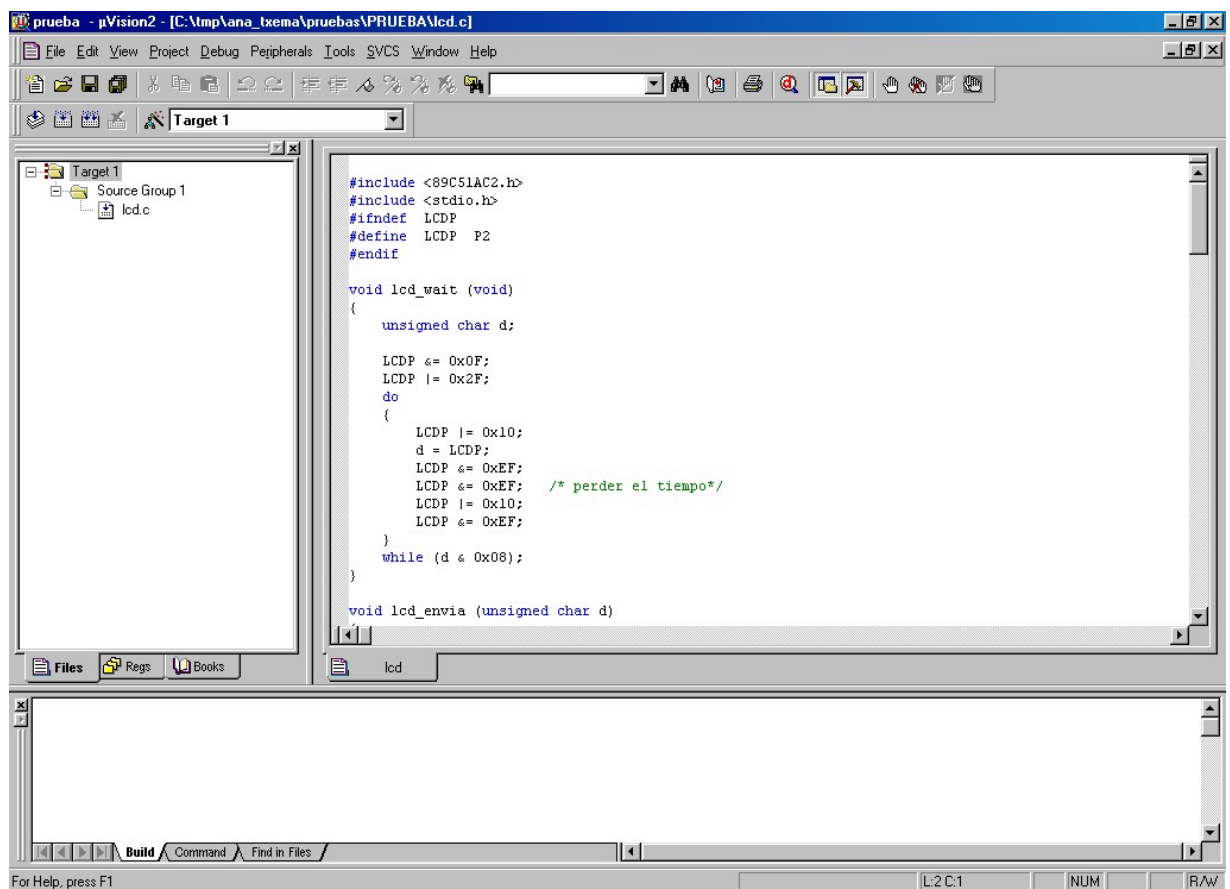 prueba - µVision2 - [C:\tmp\ana_txema\pruebas\PRUEBA\lcd.c]
File Edit View Project Debug Peripherals Tools SVCS Window Help
Target 1
Target 1
Source Group 1
lcd.c
#include <89C51AC2.h>
#include <stdio.h>
#ifndef LCDP
#define LCDP P2
#endif
void lcd_wait (void)
{
unsigned char d;
LCDP &= 0x0F;
LCDP |= 0x2F;
do
{
LCDP |= 0x10;
d = LCDP;
LCDP &= 0xEF;
LCDP &= 0xEF; /* perder el tiempo*/
LCDP |= 0x10;
LCDP &= 0xEF;
}
while (d & 0x08);
}
void lcd_envia (unsigned char d)
Files Regs Books
lcd
Build Command Find in Files
For Help, press F1 L:2 C:1 NUM R/W